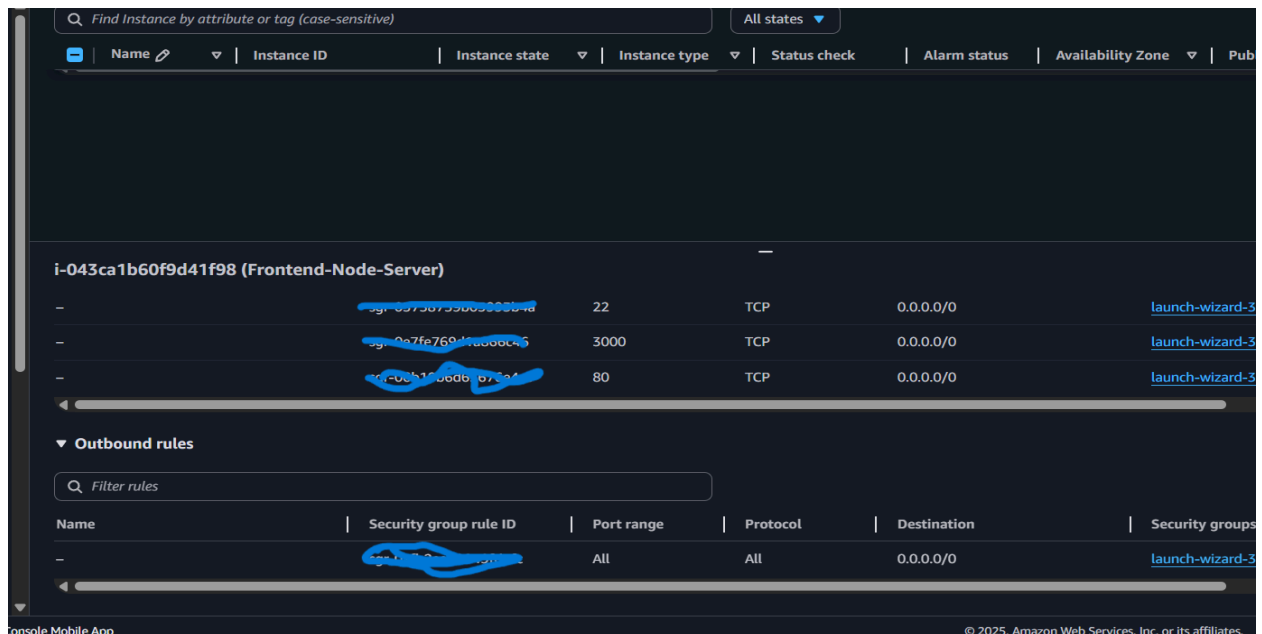 Find Instance by attribute or tag (case-sensitive) All states
Name Instance ID Instance state Instance type Status check Alarm status Availability Zone Publ
i-043ca1b60f9d41f98 (Frontend-Node-Server)
– 22 TCP 0.0.0.0/0 launch-wizard-3
– 3000 TCP 0.0.0.0/0 launch-wizard-3
– 80 TCP 0.0.0.0/0 launch-wizard-3
Outbound rules
Filter rules
Name Security group rule ID Port range Protocol Destination Security groups
– All All 0.0.0.0/0 launch-wizard-3
Console Mobile App © 2025, Amazon Web Services, Inc. or its affiliates.